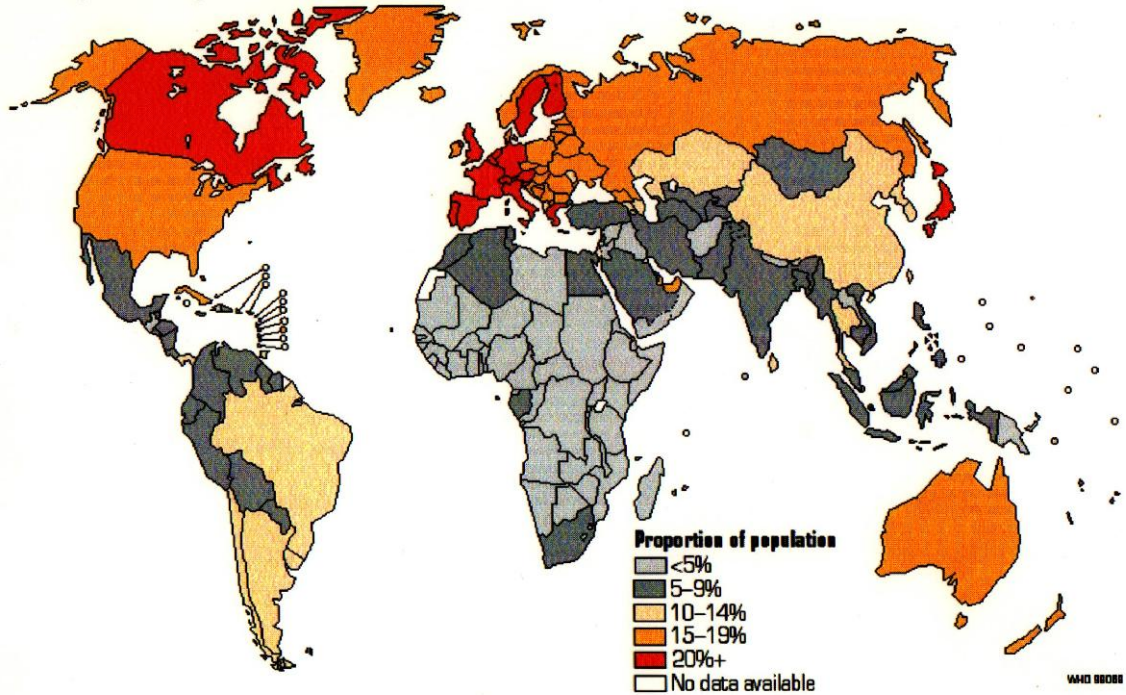 Proportion of population
<5%
5–9%
10–14%
15–19%
20%+
No data available